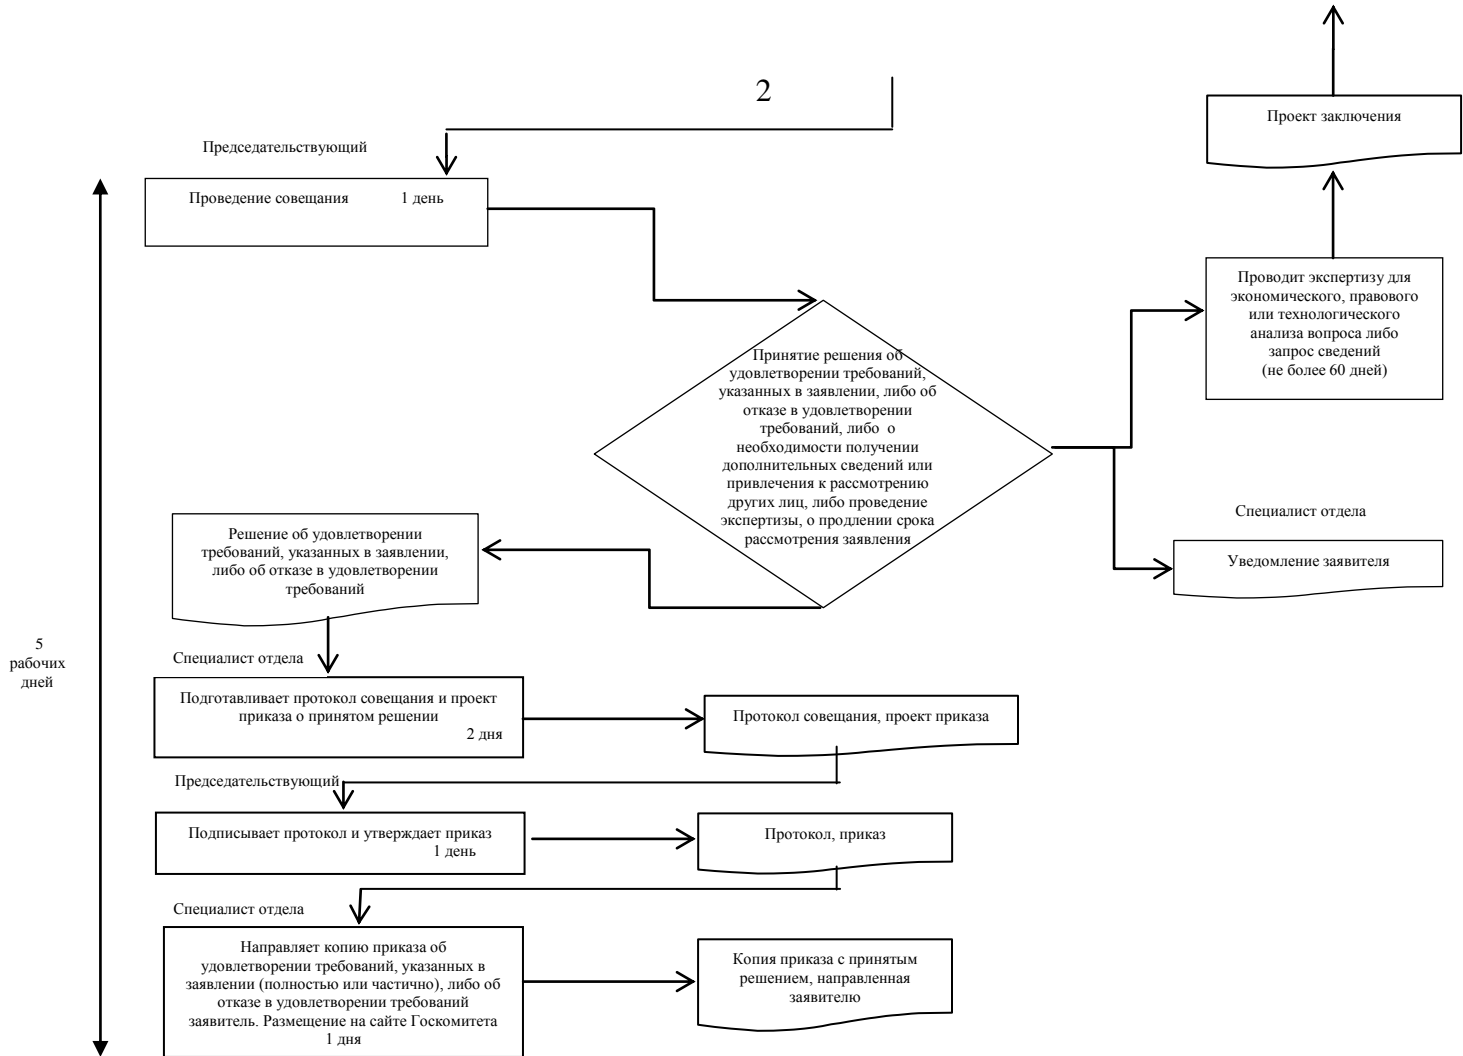 2
Проект заключения
Председательствующий
Проведение совещания 1 день
Проводит экспертизу для
экономического, правового
или технологического
анализа вопроса либо
запрос сведений
(не более 60 дней)
Принятие решения об
удовлетворении требований,
указанных в заявлении, либо об
отказе в удовлетворении
требований, либо о
необходимости получении
дополнительных сведений или
привлечения к рассмотрению
других лиц, либо проведение
экспертизы, о продлении срока
рассмотрения заявления
Специалист отдела
Уведомление заявителя
Решение об удовлетворении
требований, указанных в заявлении,
либо об отказе в удовлетворении
требований
5
рабочих
дней
Специалист отдела
Подготавливает протокол совещания и проект
приказа о принятом решении
2 дня
Протокол совещания, проект приказа
Председательствующий
Подписывает протокол и утверждает приказ
1 день
Протокол, приказ
Специалист отдела
Направляет копию приказа об
удовлетворении требований, указанных в
заявлении (полностью или частично), либо об
отказе в удовлетворении требований
заявитель. Размещение на сайте Госкомитета
1 дня
Копия приказа с принятым
решением, направленная
заявителю